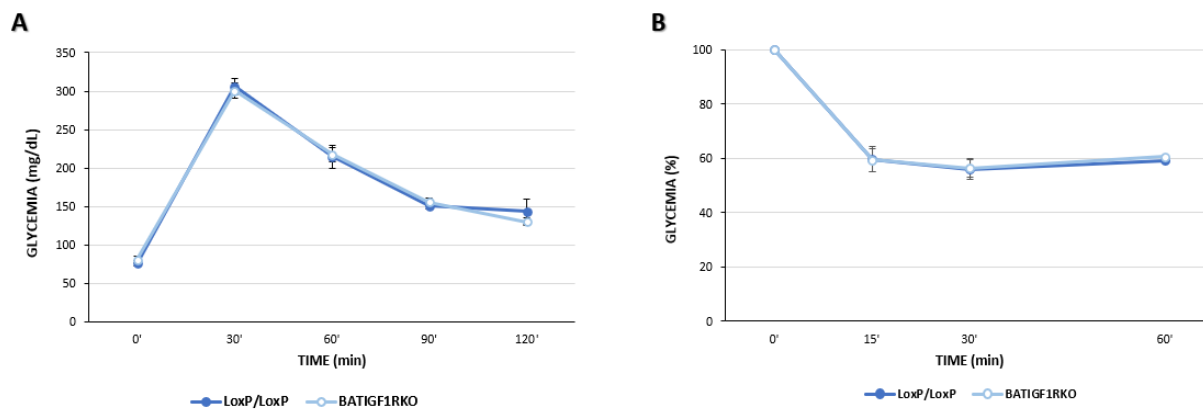 A
GLYCEMIA (mg/dL)
350
300
250
200
150
100
50
0
0' 30' 60' 90' 120'
TIME (min)
LoxP/LoxP BATIGF1RKO
B
GLYCEMIA (%)
100
80
60
40
20
0
0' 15' 30' 60'
TIME (min)
LoxP/LoxP BATIGF1RKO